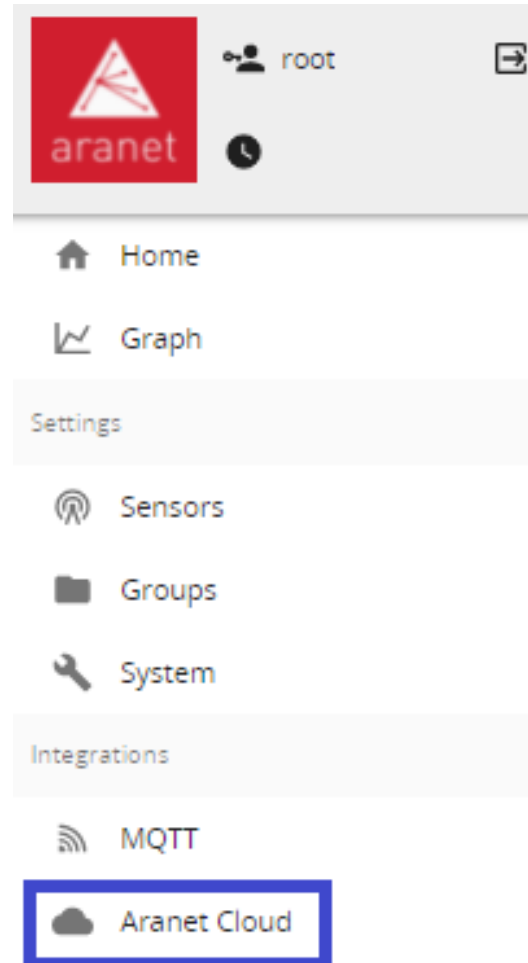 root
aranet
Home
Graph
Settings
Sensors
Groups
System
Integrations
MQTT
Aranet Cloud